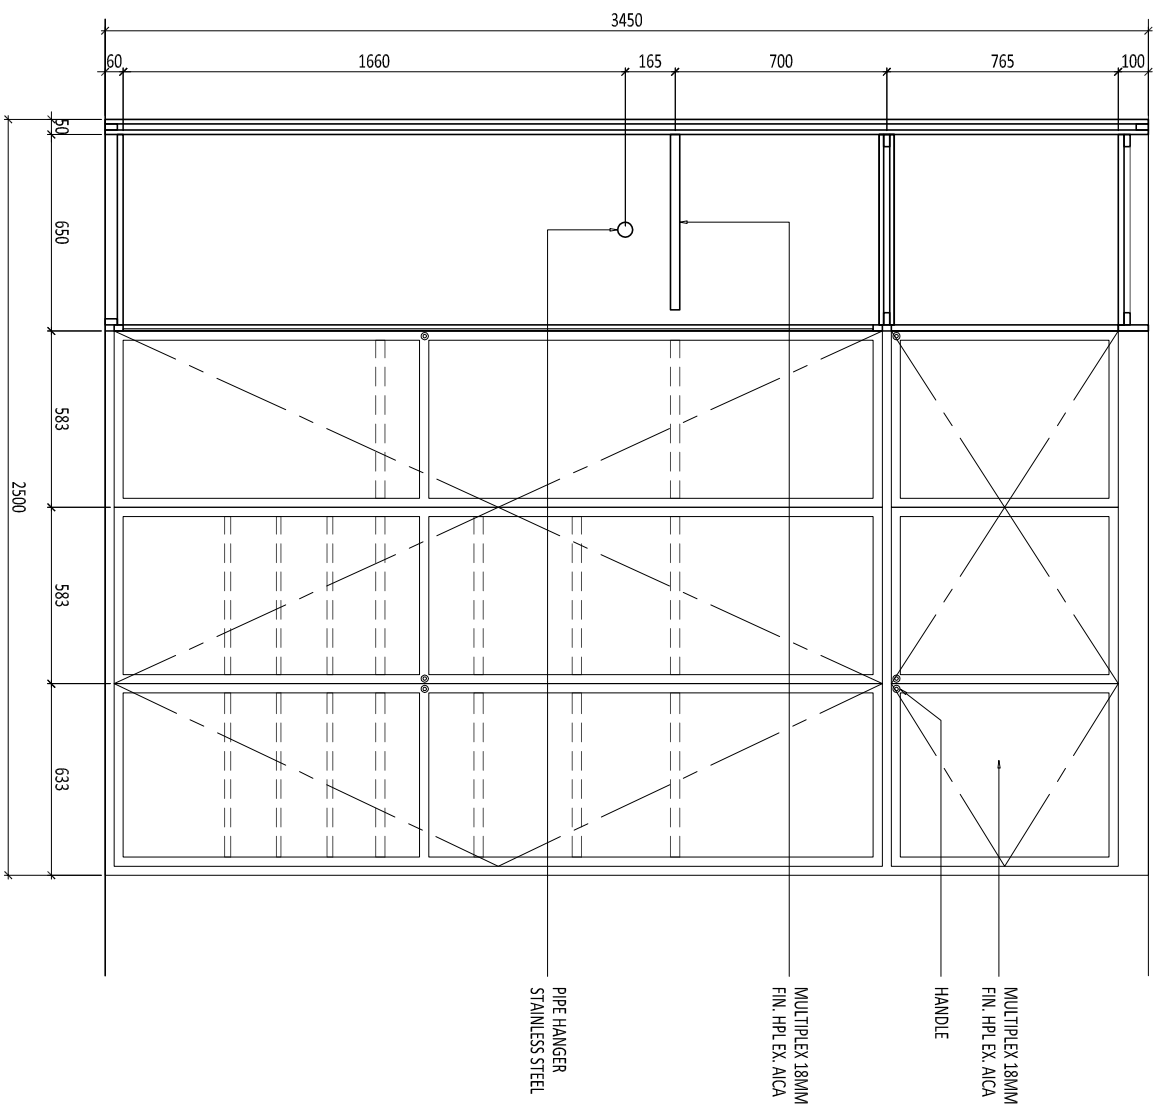 3450
60
1660
165
700
765
100
50
650
583
583
633
2500
MULTIPLEX 18MM
FIN. HPL EX. AICA
HANDLE
MULTIPLEX 18MM
FIN. HPL EX. AICA
PIPE HANGER
STAINLESS STEEL